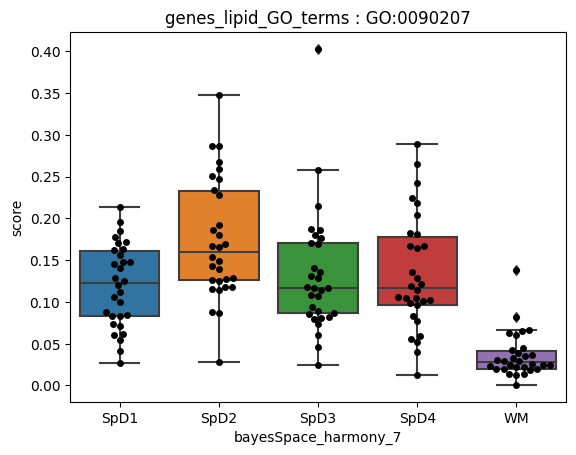 genes_lipid_GO_terms : GO:0090207
score
0.40
0.35
0.30
0.25
0.20
0.15
0.10
0.05
0.00
SpD1 SpD2 SpD3 SpD4 WM
bayesSpace_harmony_7